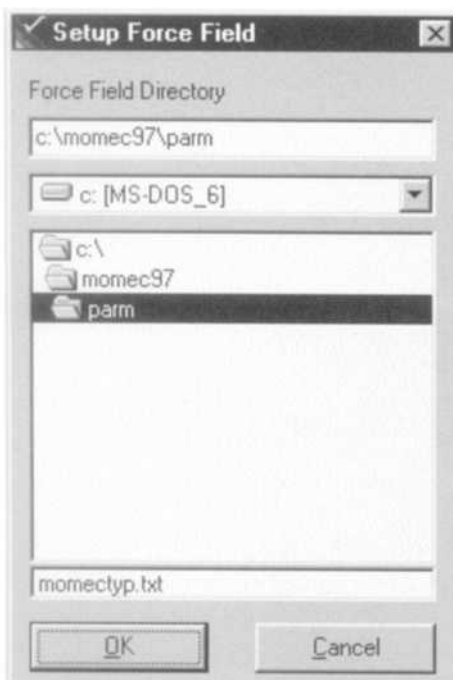 Setup Force Field
Force Field Directory
c:\momec97\parm
c: [MS-DOS_6]
c:\
momec97
parm
momectyp.txt
OK
Cancel